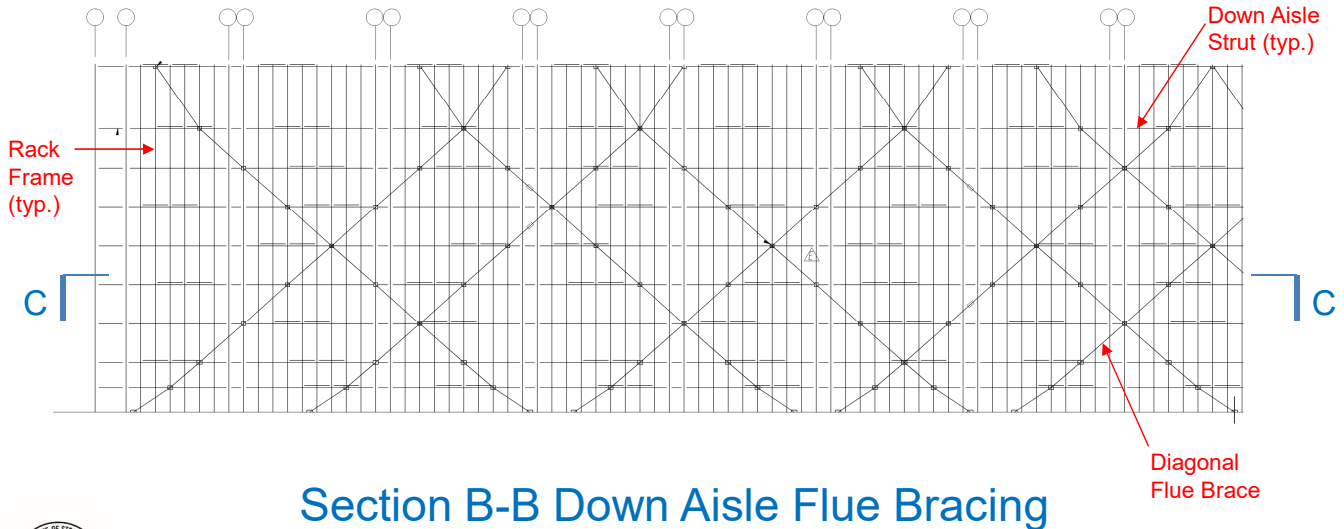 Down Aisle
Strut (typ.)
Rack
Frame
(typ.)
C
C
Diagonal
Flue Brace
Section B-B Down Aisle Flue Bracing